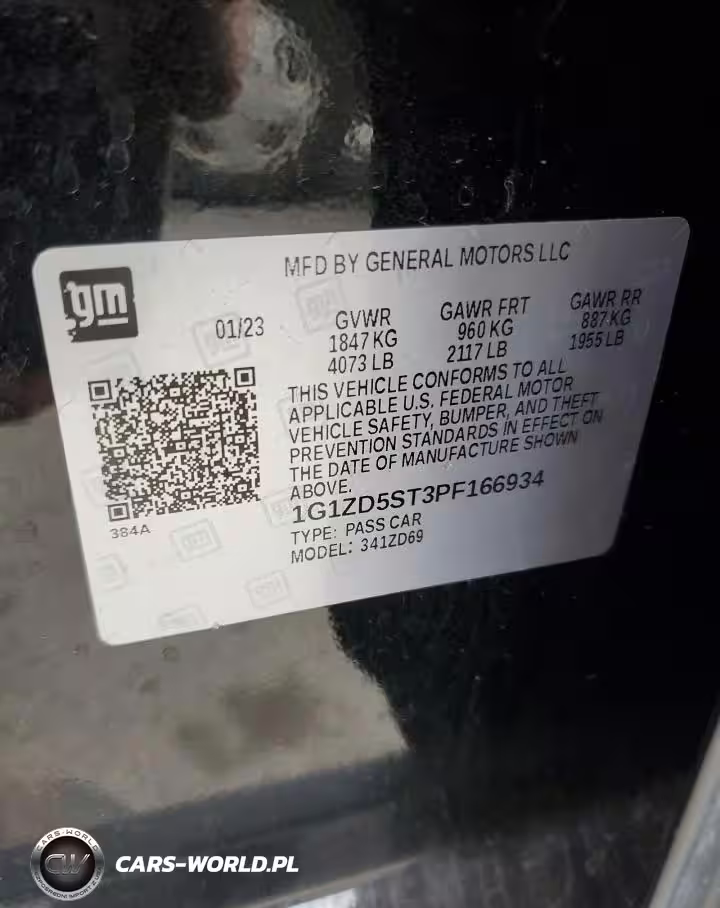 gm
MFD BY GENERAL MOTORS LLC
01/23
GVWR
1847 KG
4073 LB
GAWR FRT
960 KG
2117 LB
GAWR RR
887 KG
1955 LB
THIS VEHICLE CONFORMS TO ALL
APPLICABLE U.S. FEDERAL MOTOR
VEHICLE SAFETY, BUMPER, AND THEFT
PREVENTION STANDARDS IN EFFECT ON
THE DATE OF MANUFACTURE SHOWN
ABOVE.
1G1ZD5ST3PF166934
TYPE: PASS CAR
MODEL: 341ZD69
384A
CARS-WORLD
CW
CARS-WORLD.PL